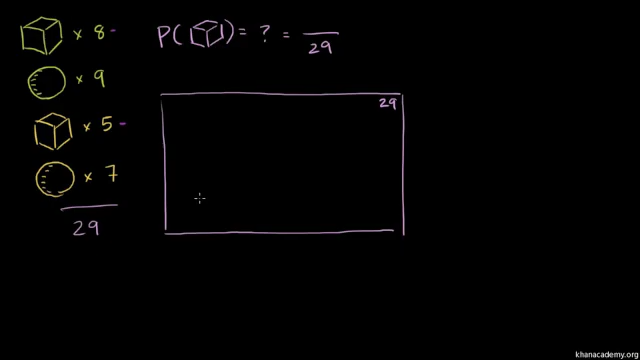 × 8 -
P( ) = ? = /29
× 9
29
× 5 -
× 7
29
khanacademy.org